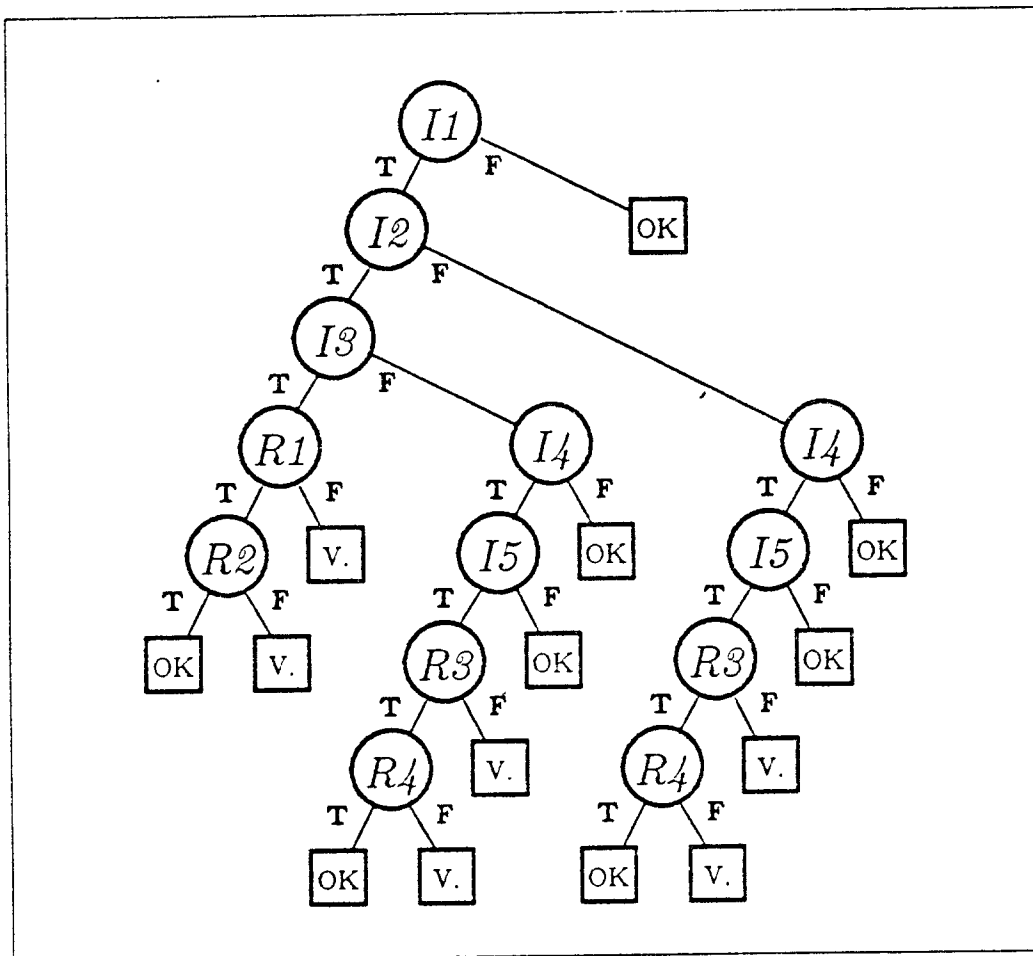 I1
T F
I2 OK
T F
I3
T F
R1 I4 I4
T F T F T F
R2 V. I5 OK I5 OK
T F T F T F
OK V. R3 OK R3 OK
T F T F
R4 V. R4 V.
T F T F
OK V. OK V.